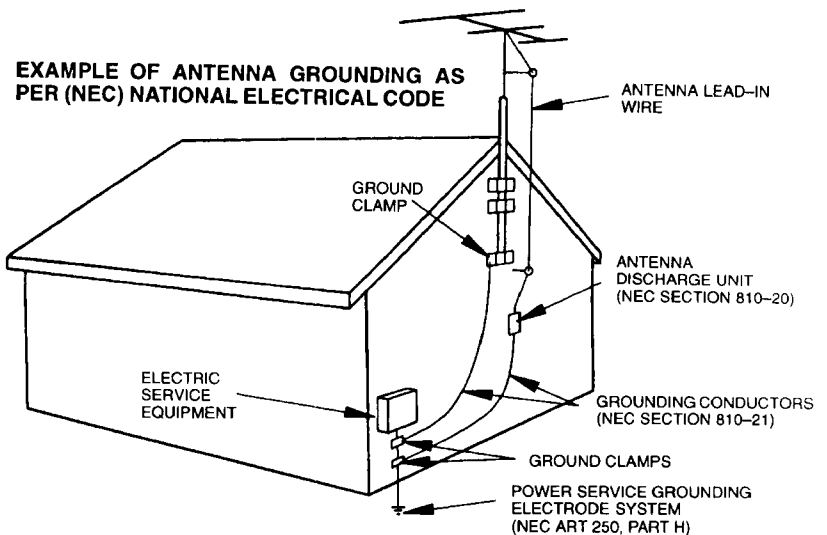 EXAMPLE OF ANTENNA GROUNDING AS
PER (NEC) NATIONAL ELECTRICAL CODE
ANTENNA LEAD–IN
WIRE
GROUND
CLAMP
ANTENNA
DISCHARGE UNIT
(NEC SECTION 810–20)
ELECTRIC
SERVICE
EQUIPMENT
GROUNDING CONDUCTORS
(NEC SECTION 810–21)
GROUND CLAMPS
POWER SERVICE GROUNDING
ELECTRODE SYSTEM
(NEC ART 250, PART H)